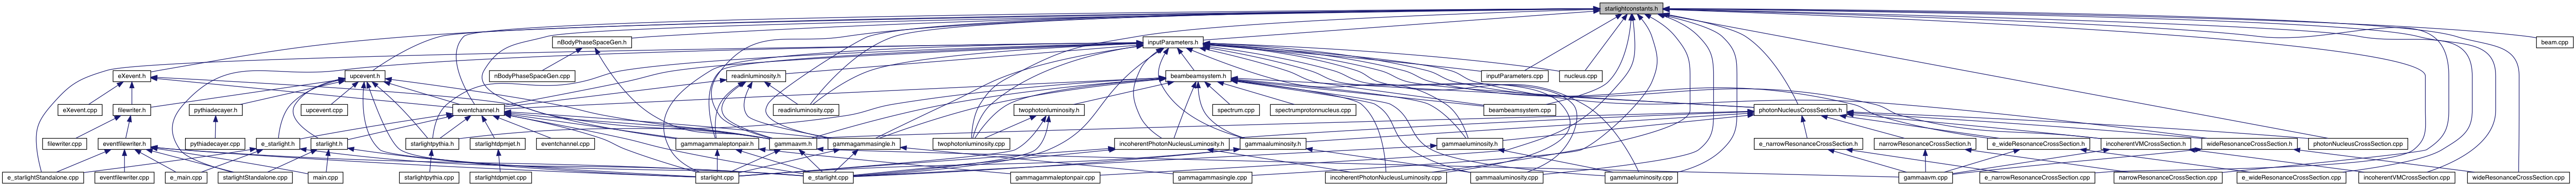 starlightconstants.h
nBodyPhaseSpaceGen.h
inputParameters.h
beam.cpp
eXevent.h
upcevent.h
nBodyPhaseSpaceGen.cpp
readinluminosity.h
beambeamsystem.h
inputParameters.cpp
nucleus.cpp
eXevent.cpp
filewriter.h
pythiadecayer.h
upcevent.cpp
eventchannel.h
readinluminosity.cpp
twophotonluminosity.h
spectrum.cpp
spectrumprotonnucleus.cpp
beambeamsystem.cpp
photonNucleusCrossSection.h
filewriter.cpp
eventfilewriter.h
pythiadecayer.cpp
e_starlight.h
starlight.h
starlightpythia.h
starlightdpmjet.h
eventchannel.cpp
gammagammaleptonpair.h
gammaavm.h
gammagammasingle.h
twophotonluminosity.cpp
incoherentPhotonNucleusLuminosity.h
gammaaluminosity.h
gammaeluminosity.h
e_narrowResonanceCrossSection.h
narrowResonanceCrossSection.h
e_wideResonanceCrossSection.h
incoherentVMCrossSection.h
wideResonanceCrossSection.h
photonNucleusCrossSection.cpp
e_starlightStandalone.cpp
eventfilewriter.cpp
e_main.cpp
starlightStandalone.cpp
main.cpp
starlightpythia.cpp
starlightdpmjet.cpp
starlight.cpp
e_starlight.cpp
gammagammaleptonpair.cpp
gammagammasingle.cpp
incoherentPhotonNucleusLuminosity.cpp
gammaaluminosity.cpp
gammaeluminosity.cpp
gammaavm.cpp
e_narrowResonanceCrossSection.cpp
narrowResonanceCrossSection.cpp
e_wideResonanceCrossSection.cpp
incoherentVMCrossSection.cpp
wideResonanceCrossSection.cpp